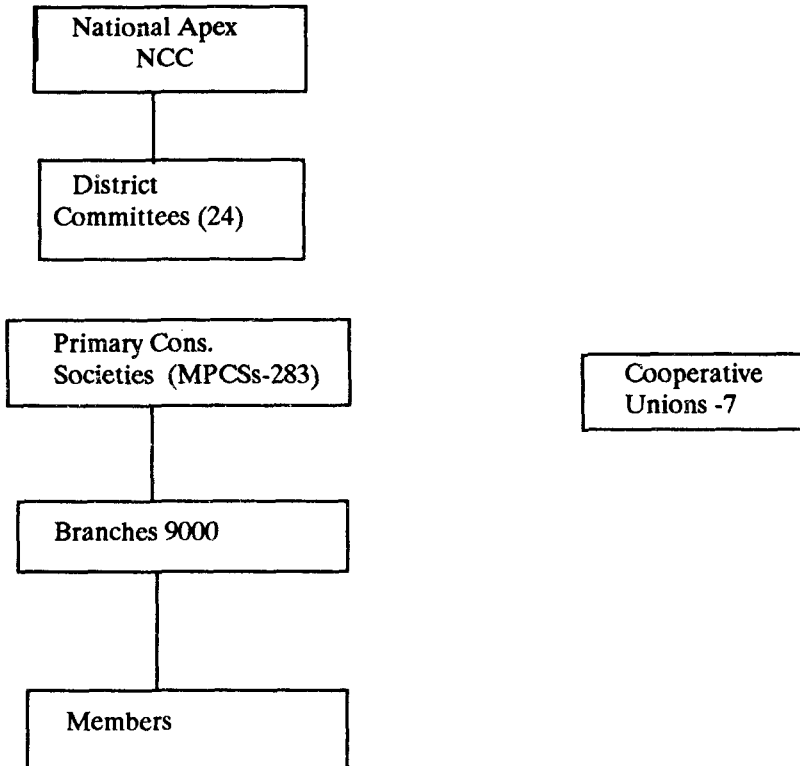 National Apex
NCC
District
Committees (24)
Primary Cons.
Societies (MPCSs-283)
Cooperative
Unions -7
Branches 9000
Members